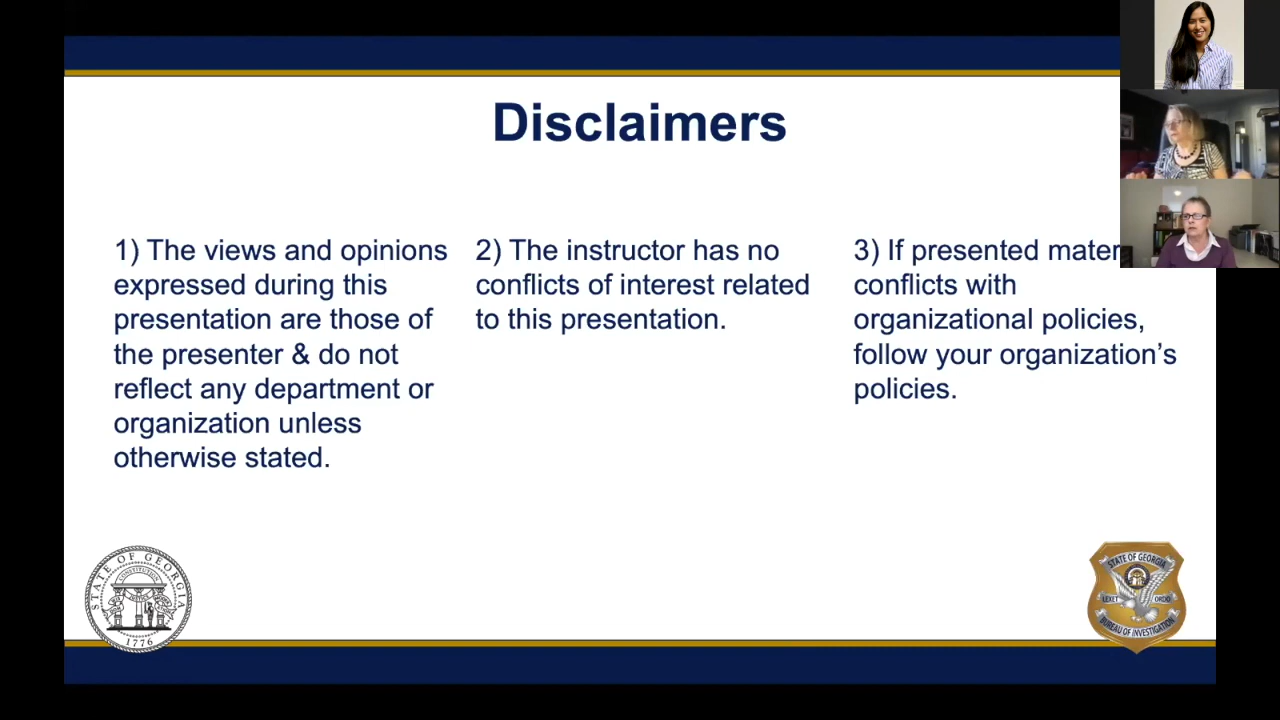 Disclaimers
1) The views and opinions
expressed during this
presentation are those of
the presenter & do not
reflect any department or
organization unless
otherwise stated.
2) The instructor has no
conflicts of interest related
to this presentation.
3) If presented mater
conflicts with
organizational policies,
follow your organization’s
policies.
STATE OF GEORGIA
CONSTITUTION
1776
STATE OF GEORGIA
LEXET ORDO
BUREAU OF INVESTIGATION